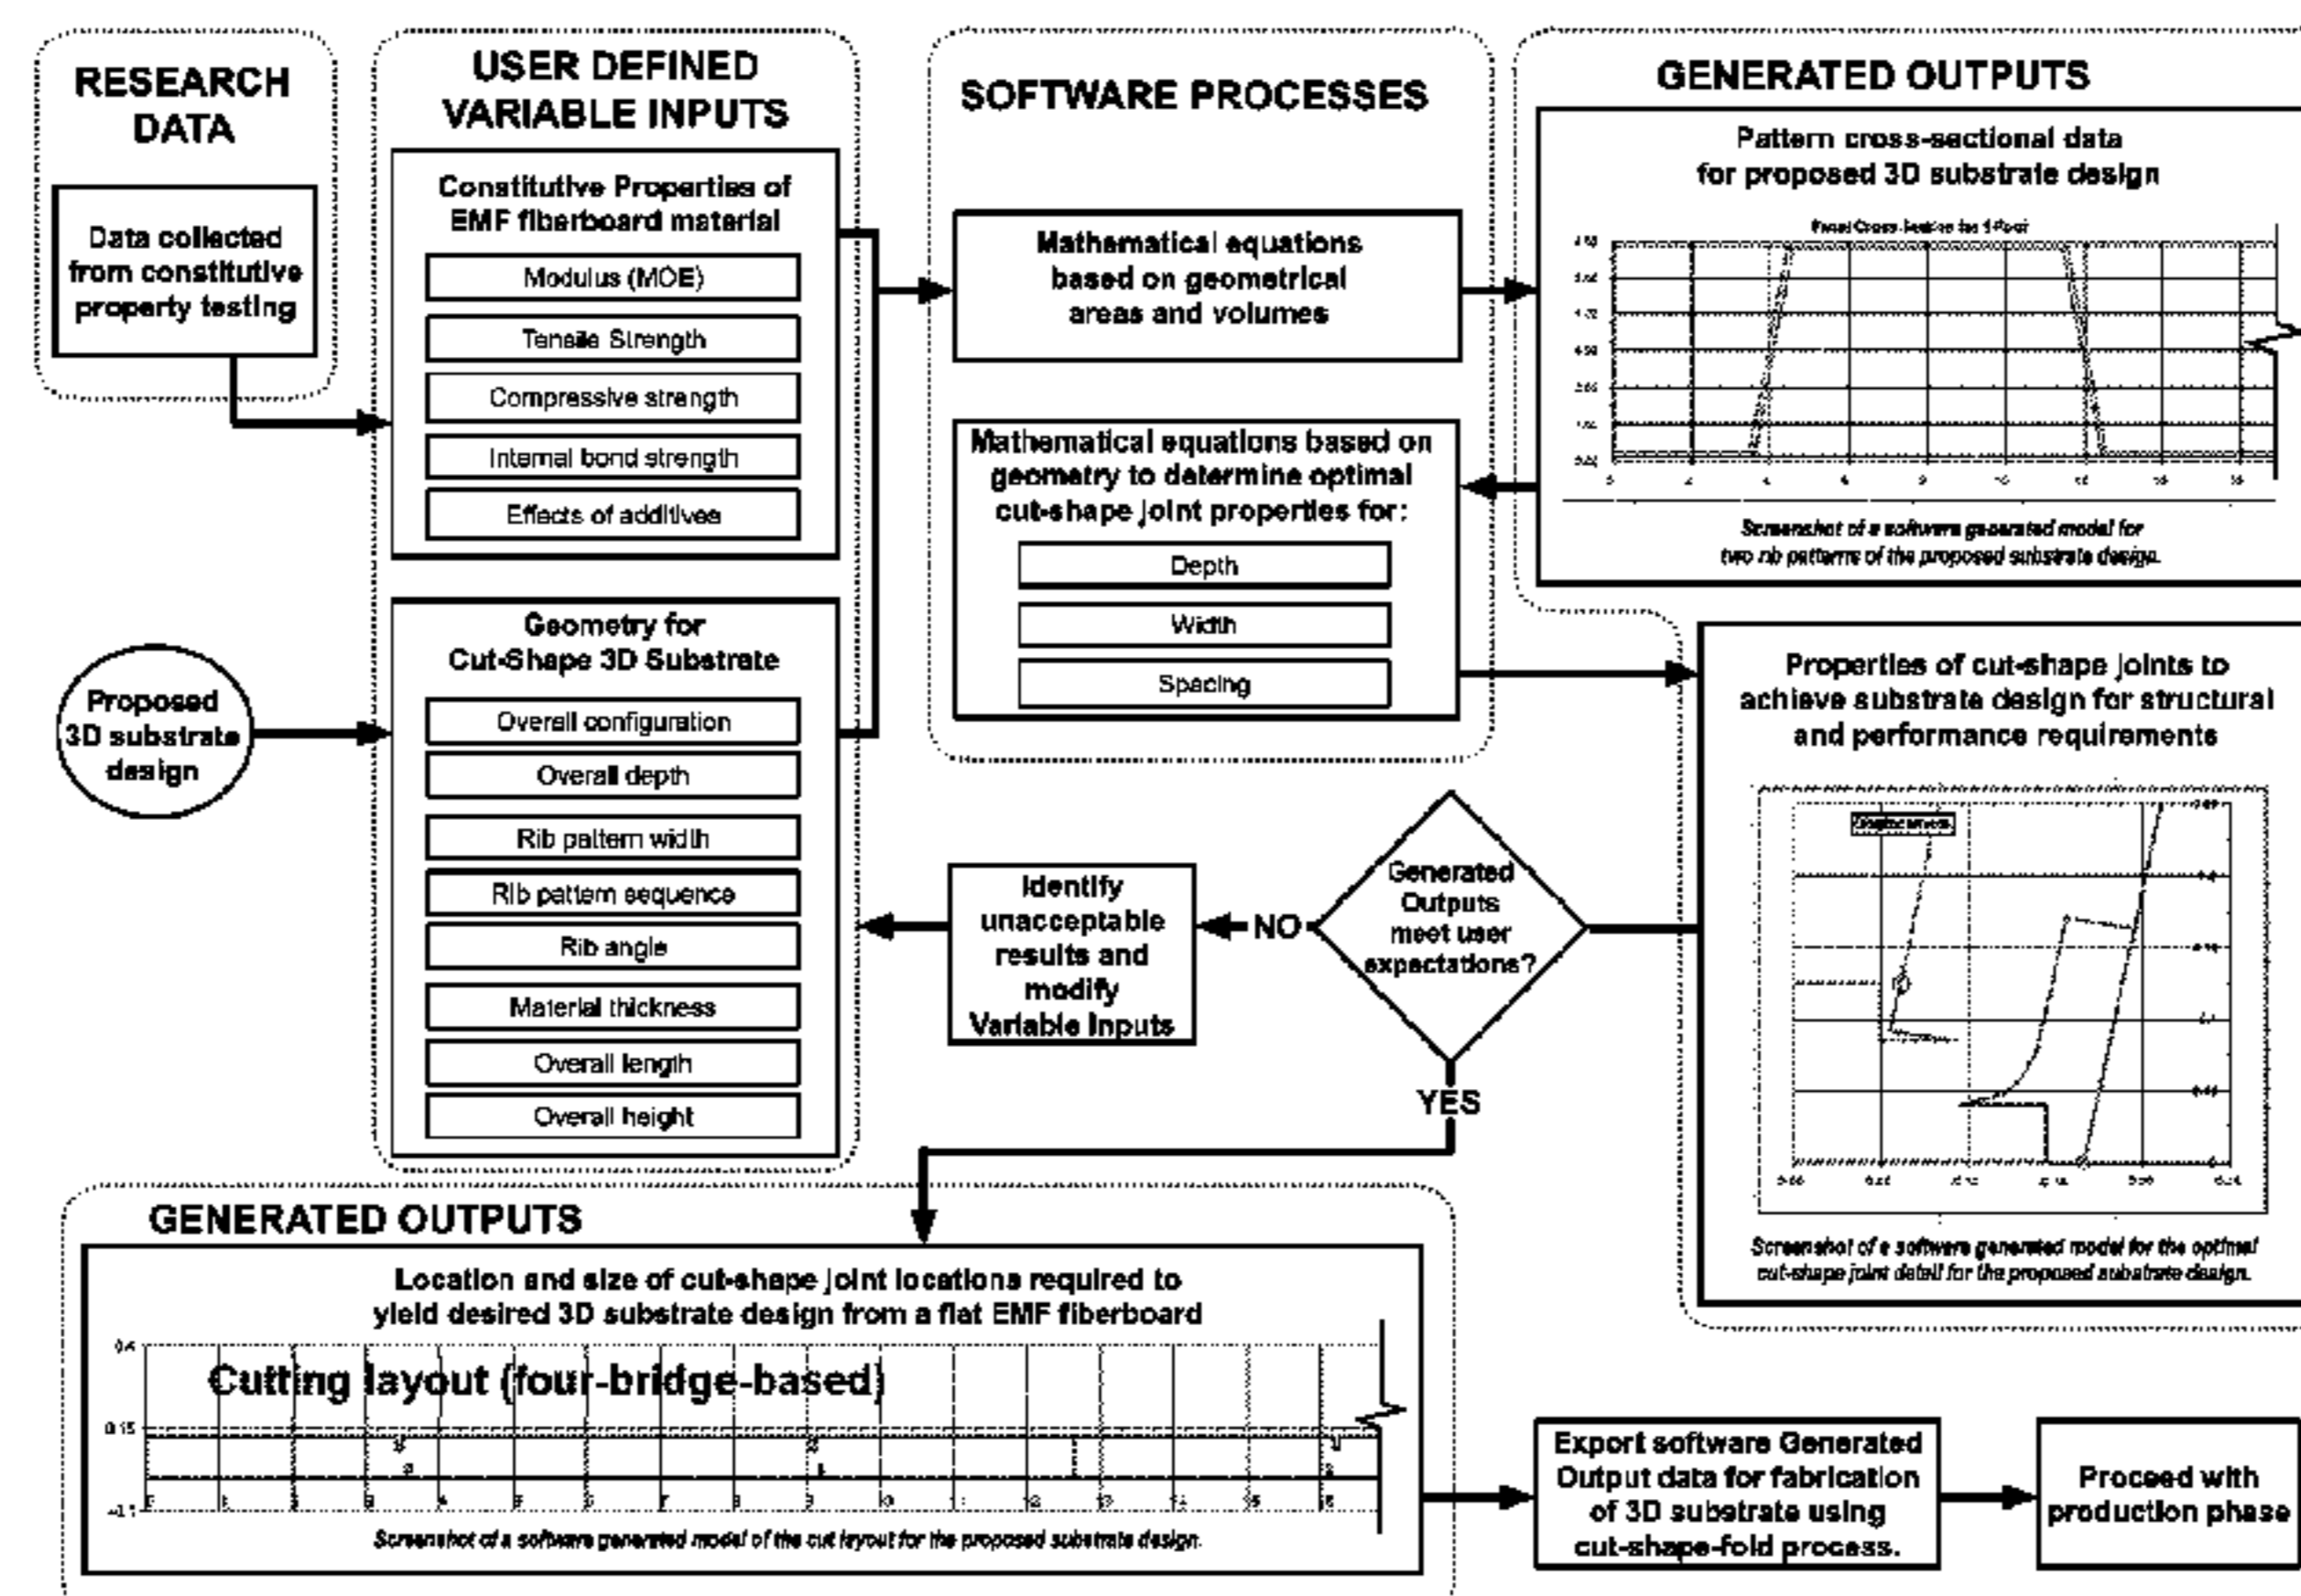 RESEARCH
DATA
Data collected
from constitutive
property testing
Proposed
3D substrate
design
USER DEFINED
VARIABLE INPUTS
Constitutive Properties of
EMF fiberboard material
Modulus (MOE)
Tensile Strength
Compressive strength
Internal bond strength
Effects of additives
Geometry for
Cut-Shape 3D Substrate
Overall configuration
Overall depth
Rib pattern width
Rib pattern sequence
Rib angle
Material thickness
Overall length
Overall height
SOFTWARE PROCESSES
Mathematical equations
based on geometrical
areas and volumes
Mathematical equations based on
geometry to determine optimal
cut-shape joint properties for:
Depth
Width
Spacing
GENERATED OUTPUTS
Pattern cross-sectional data
for proposed 3D substrate design
Screenshot of a software generated model for
two rib patterns of the proposed substrate design.
Properties of cut-shape joints to
achieve substrate design for structural
and performance requirements
Screenshot of a software generated model for the optimal
cut-shape joint detail for the proposed substrate design.
Generated
Outputs
meet user
expectations?
NO
YES
Identify
unacceptable
results and
modify
Variable Inputs
GENERATED OUTPUTS
Location and size of cut-shape joint locations required to
yield desired 3D substrate design from a flat EMF fiberboard
Cutting layout (four-bridge-based)
Screenshot of a software generated model of the cut layout for the proposed substrate design.
Export software Generated
Output data for fabrication
of 3D substrate using
cut-shape-fold process.
Proceed with
production phase